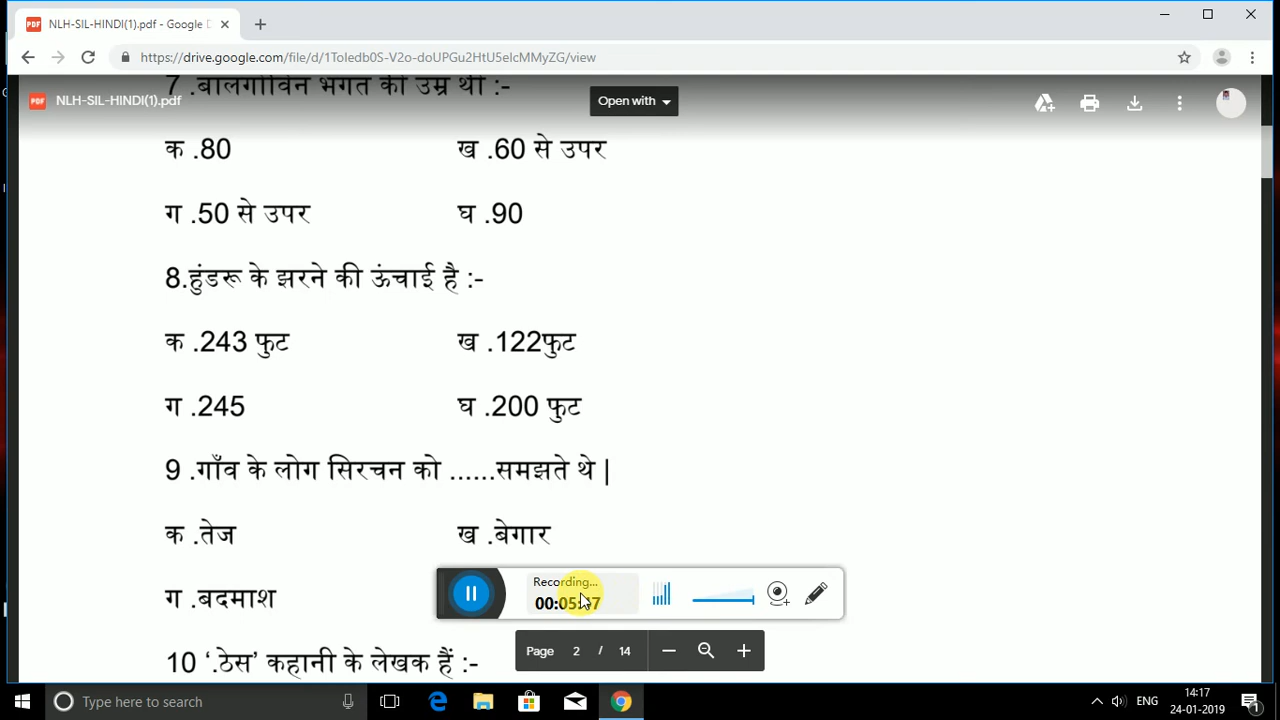 NLH-SIL-HINDI(1).pdf - Google D
https://drive.google.com/file/d/1ToIedb0S-V2o-doUPGu2HtU5elcMMyZG/view
7 .बालगोविन भगत की उम्र थी :-
NLH-SIL-HINDI(1).pdf
Open with
क .80 ख .60 से उपर
ग .50 से उपर घ .90
8.हुंडरू के झरने की ऊंचाई है :-
क .243 फुट ख .122फुट
ग .245 घ .200 फुट
9 .गाँव के लोग सिरचन को ......समझते थे |
क .तेज ख .बेगार
ग .बदमाश
Recording...
10 ‘.ठेस’ कहानी के लेखक हैं :-
Page 2 / 14
Type here to search
ENG
14:17
24-01-2019